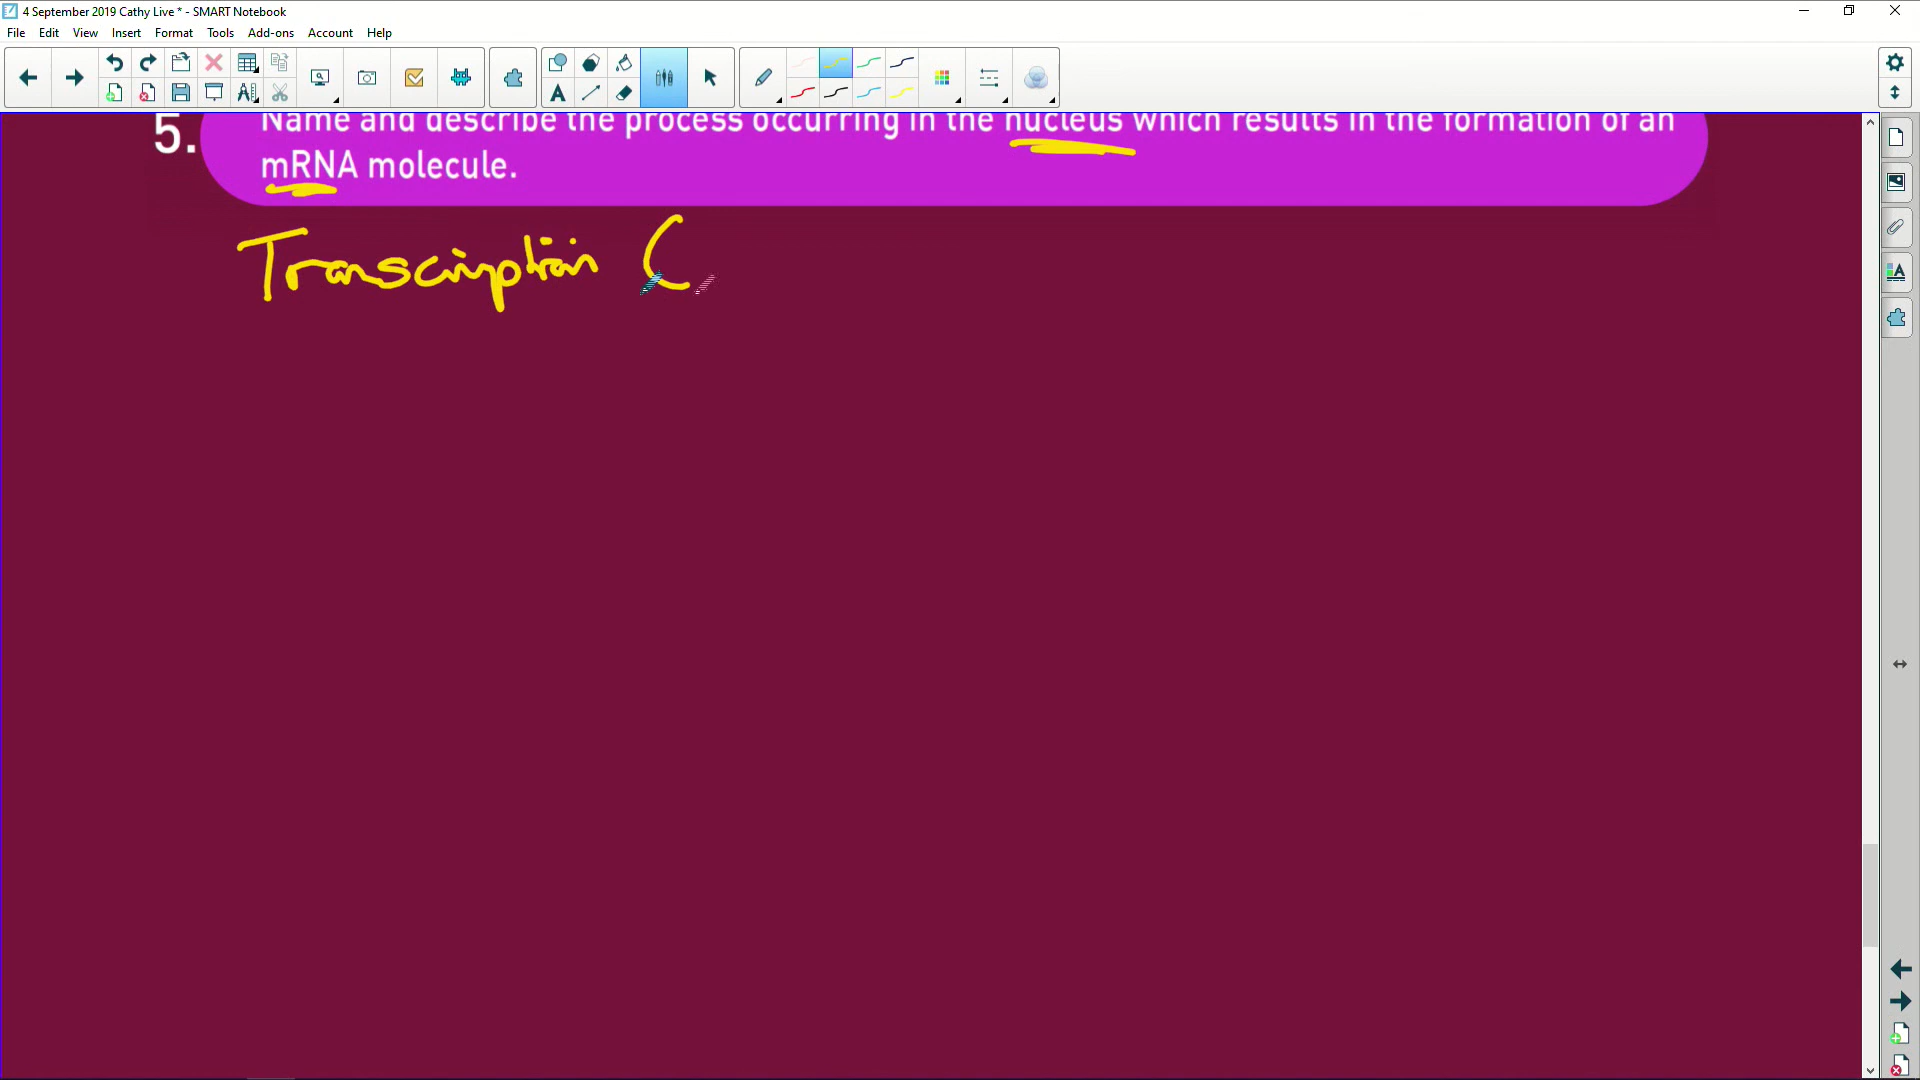 4 September 2019 Cathy Live * - SMART Notebook
File Edit View Insert Format Tools Add-ons Account Help
5. Name and describe the process occurring in the nucleus which results in the formation of an
mRNA molecule.
Transcription (